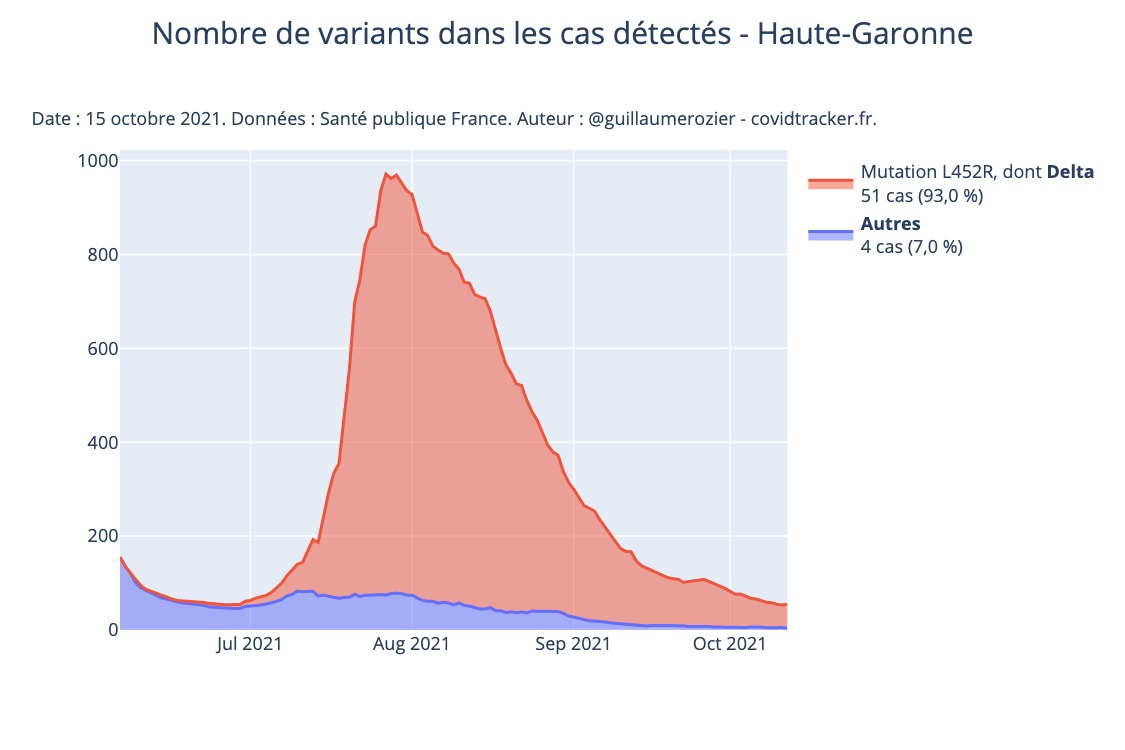 Nombre de variants dans les cas détectés - Haute-Garonne
Date : 15 octobre 2021. Données : Santé publique France. Auteur : @guillaumerozier - covidtracker.fr.
1000
800
600
400
200
0
Jul 2021
Aug 2021
Sep 2021
Oct 2021
Mutation L452R, dont Delta
51 cas (93,0 %)
Autres
4 cas (7,0 %)